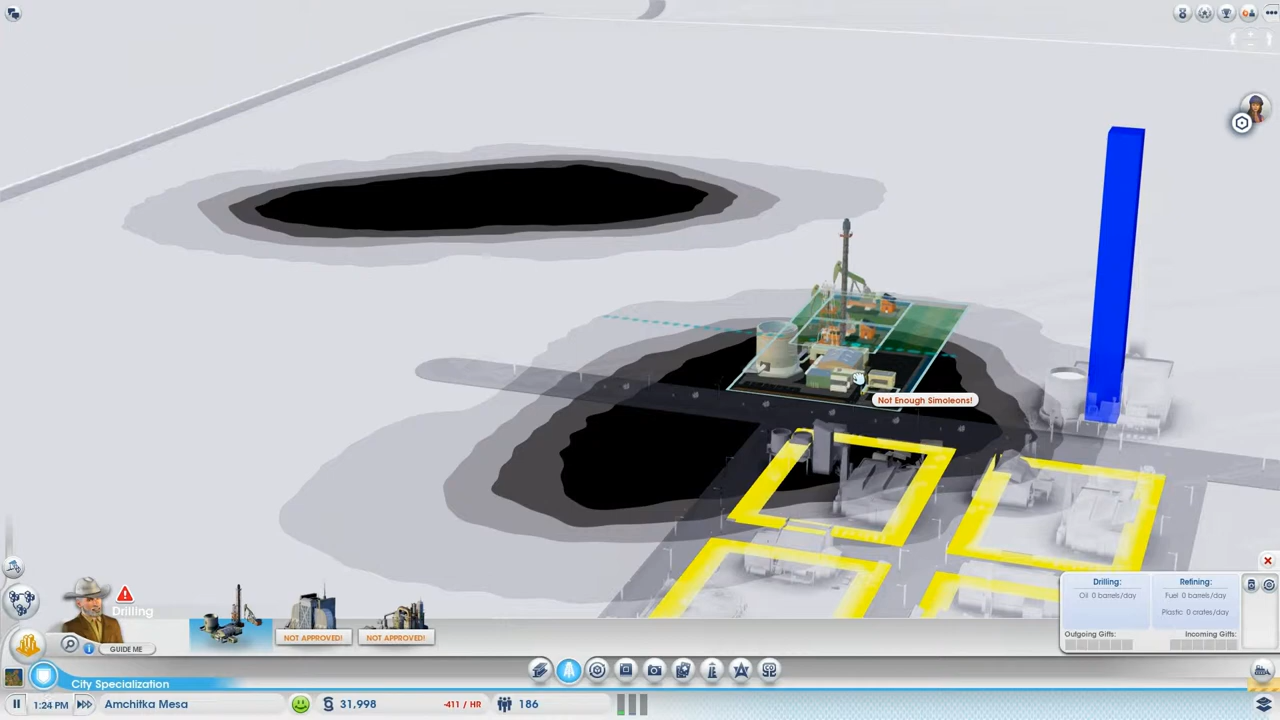 Not Enough Simoleons!
Drilling:
Oil 0 barrels/day
Refining:
Fuel 0 barrels/day
Plastic 0 crates/day
Outgoing Gifts:
Incoming Gifts:
Drilling
GUIDE ME
NOT APPROVED!
NOT APPROVED!
City Specialization
1:24 PM
Amchitka Mesa
31,998
-411 / HR
186